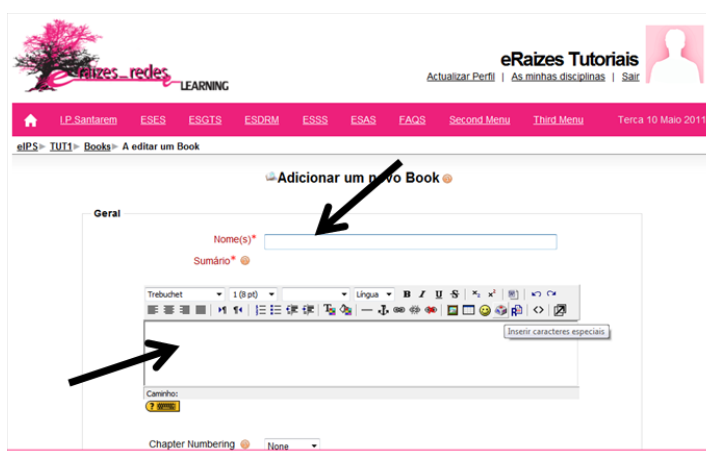 eRaizes_redes
LEARNING
eRaizes Tutoriais
Actualizar Perfil | As minhas disciplinas | Sair
I.P.Santarem ESES ESGTS ESDRM ESSS ESAS FAQS Second Menu Third Menu Terca 10 Maio 2011
eIPS ► TUT1 ► Books ► A editar um Book
Adicionar um novo Book
Geral
Nome(s)*
Sumário*
Trebuchet 1 (8 pt) Língua B I U S x₂ x²
Inserir caracteres especiais
Caminho:
?
Chapter Numbering None